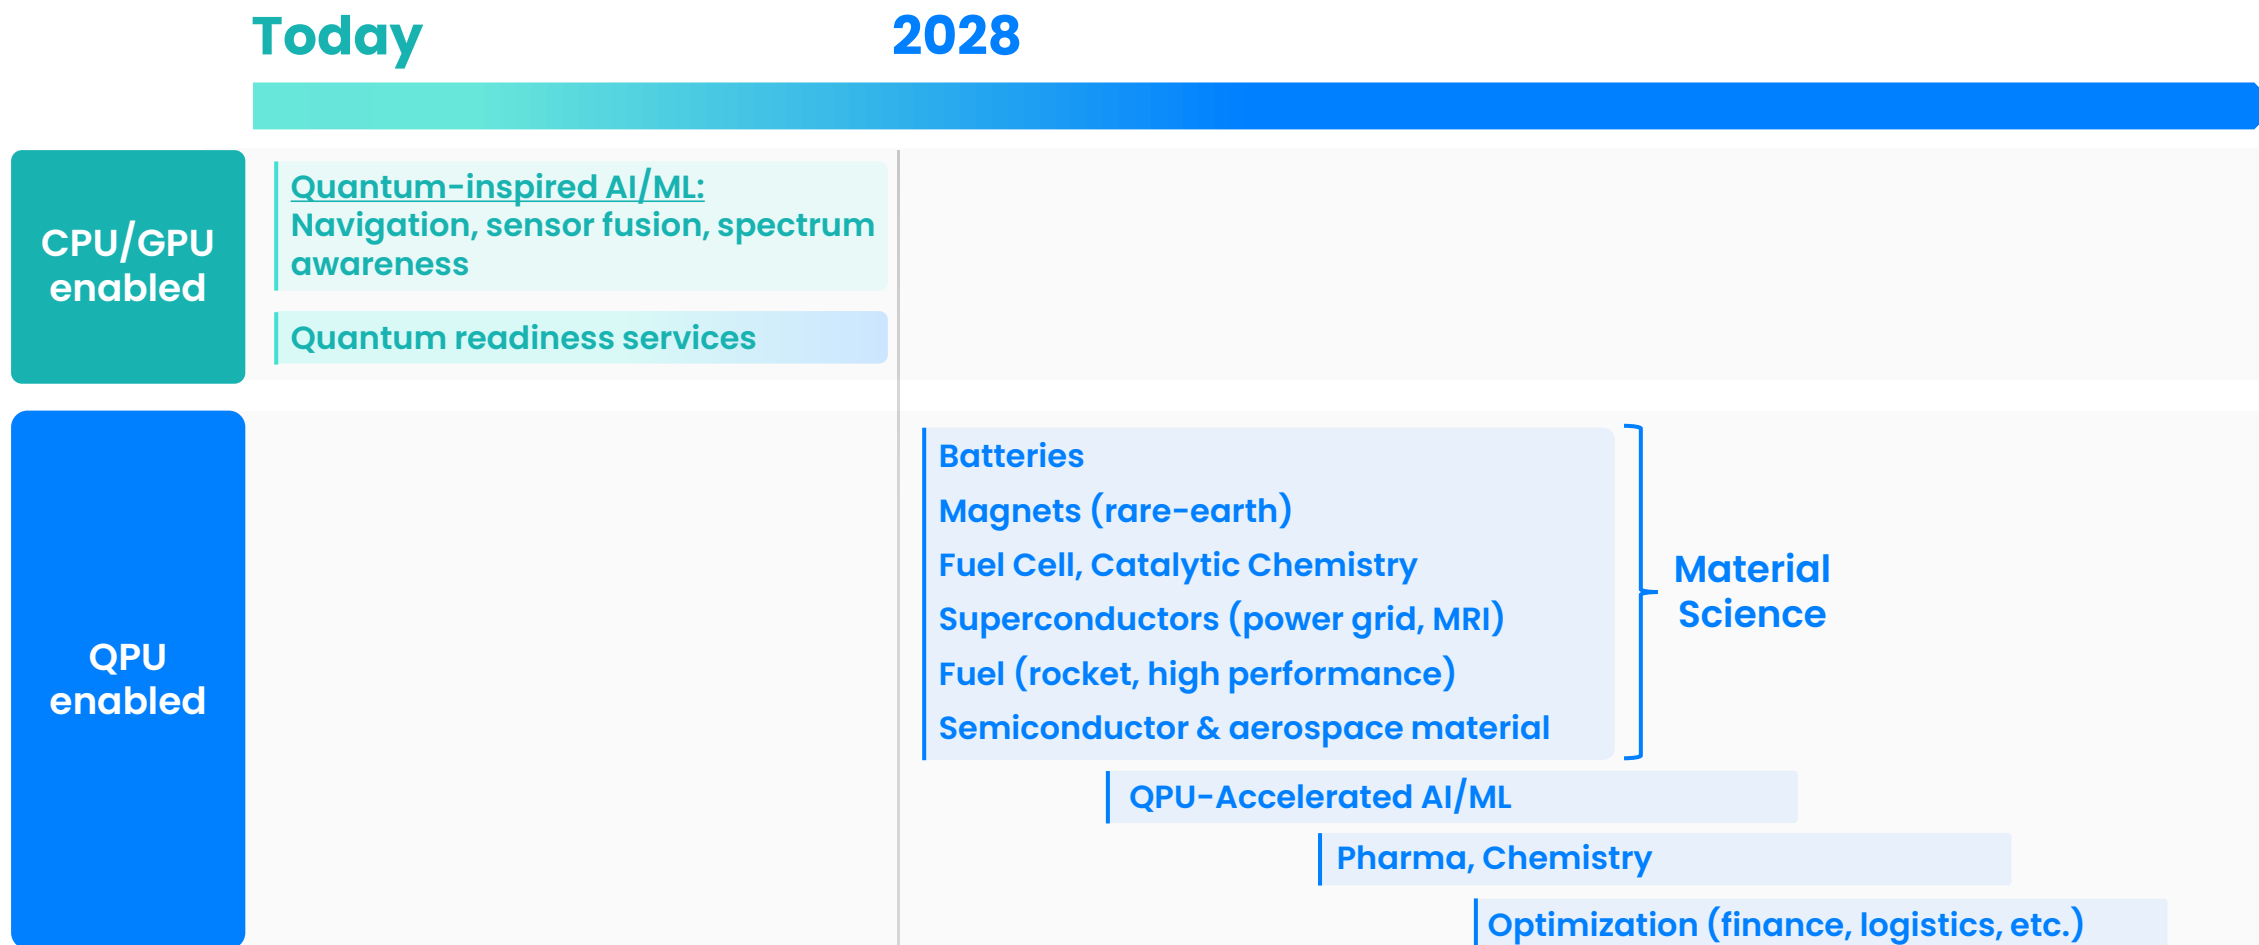 Today
2028
CPU/GPU
enabled
Quantum-inspired AI/ML:
Navigation, sensor fusion, spectrum
awareness
Quantum readiness services
QPU
enabled
Batteries
Magnets (rare-earth)
Fuel Cell, Catalytic Chemistry
Superconductors (power grid, MRI)
Fuel (rocket, high performance)
Semiconductor & aerospace material
Material
Science
QPU-Accelerated AI/ML
Pharma, Chemistry
Optimization (finance, logistics, etc.)